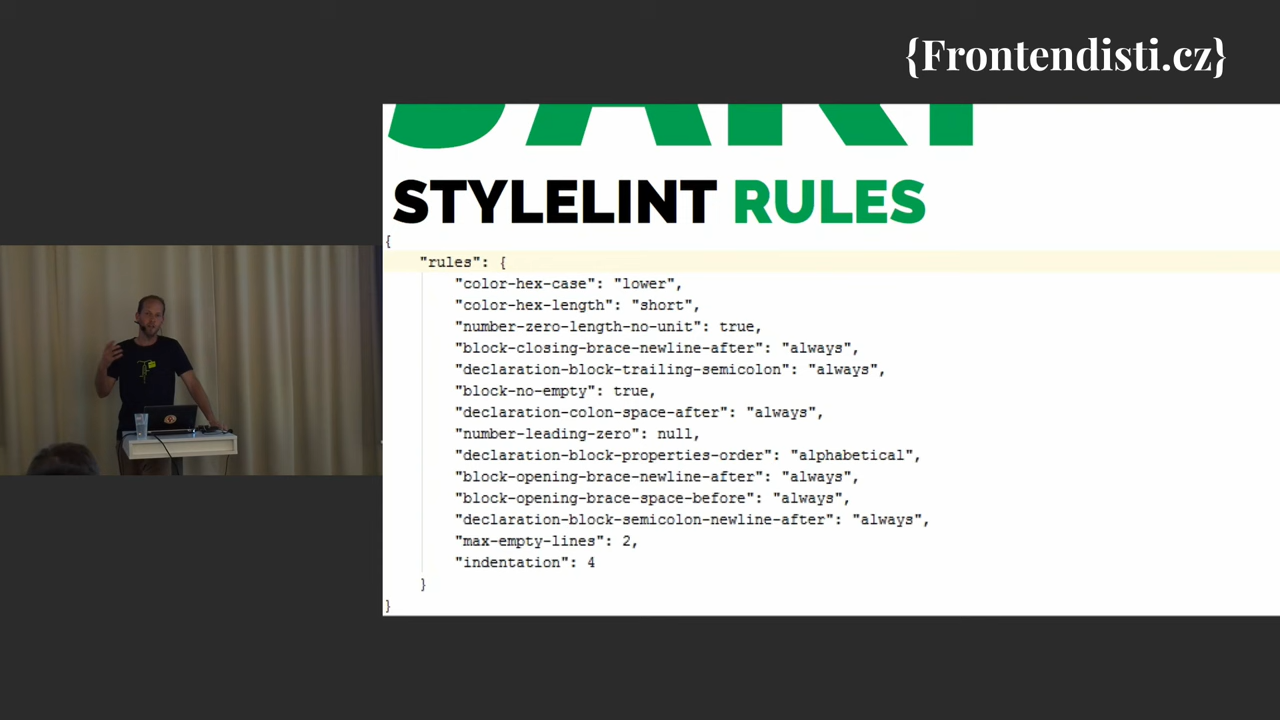 {Frontendisti.cz}
STYLELINT RULES
{
"rules": {
"color-hex-case": "lower",
"color-hex-length": "short",
"number-zero-length-no-unit": true,
"block-closing-brace-newline-after": "always",
"declaration-block-trailing-semicolon": "always",
"block-no-empty": true,
"declaration-colon-space-after": "always",
"number-leading-zero": null,
"declaration-block-properties-order": "alphabetical",
"block-opening-brace-newline-after": "always",
"block-opening-brace-space-before": "always",
"declaration-block-semicolon-newline-after": "always",
"max-empty-lines": 2,
"indentation": 4
}
}